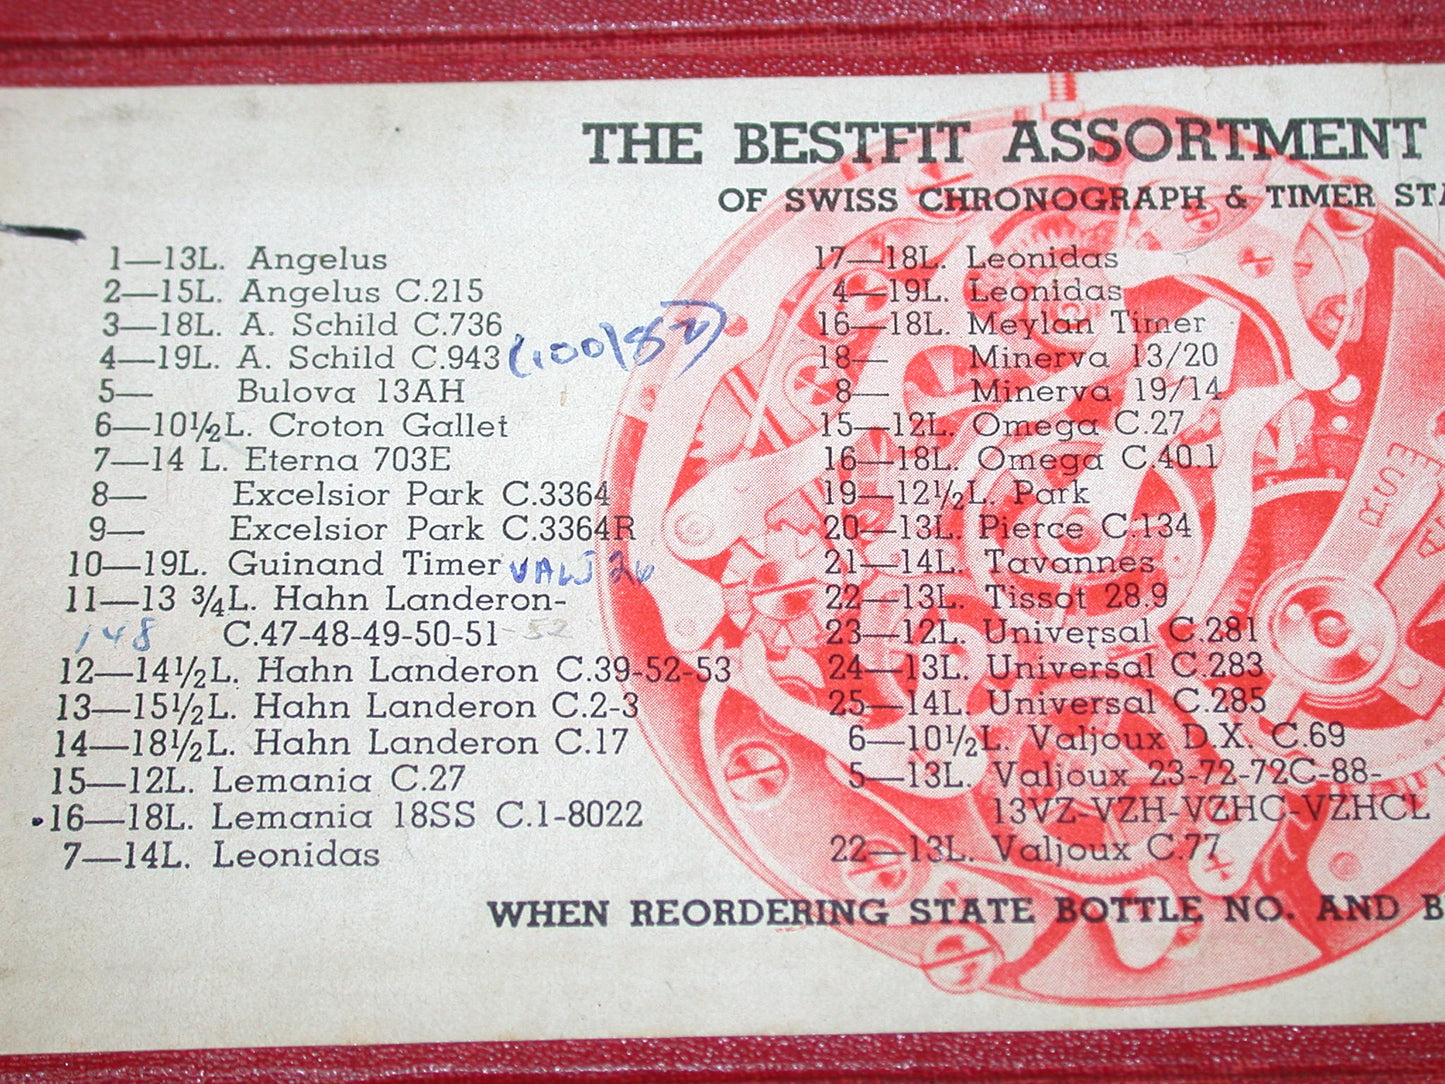 THE BESTFIT ASSORTMENT
OF SWISS CHRONOGRAPH & TIMER
1—13L. Angelus
2—15L. Angelus C.215
3—18L. A. Schild C.736
4—19L. A. Schild C.943
5— Bulova 13AH
6—10½L. Croton Gallet
7—14 L. Eterna 703E
8— Excelsior Park C.3364
9— Excelsior Park C.3364R
10—19L. Guinand Timer VALJ 26
11—13 ¾L. Hahn Landeron-
148 C.47-48-49-50-51-52
12—14½L. Hahn Landeron C.39-52-53
13—15½L. Hahn Landeron C.2-3
14—18½L. Hahn Landeron C.17
15—12L. Lemania C.27
16—18L. Lemania 18SS C.1-8022
7—14L. Leonidas
17—18L. Leonidas
4—19L. Leonidas
16—18L. Meylan Timer
18— Minerva 13/20
8— Minerva 19/14
15—12L. Omega C.27
16—18L. Omega C.40.1
19—12½L. Park
20—13L. Pierce C.134
21—14L. Tavannes
22—13L. Tissot 28.9
23—12L. Universal C.281
24—13L. Universal C.283
25—14L. Universal C.285
6—10½L. Valjoux D.X. C.69
5—13L. Valjoux 23-72-72C-88-
13VZ-VZH-VZHC-VZHCL
22—13L. Valjoux C.77
WHEN REORDERING STATE BOTTLE NO. AND